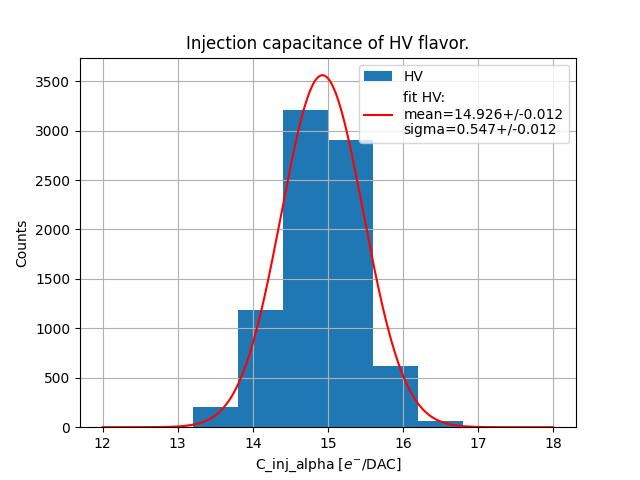 Injection capacitance of HV flavor.
HV
fit HV:
mean=14.926+/-0.012
sigma=0.547+/-0.012
Counts
3500
3000
2500
2000
1500
1000
500
0
12 13 14 15 16 17 18
C_inj_alpha [e⁻/DAC]